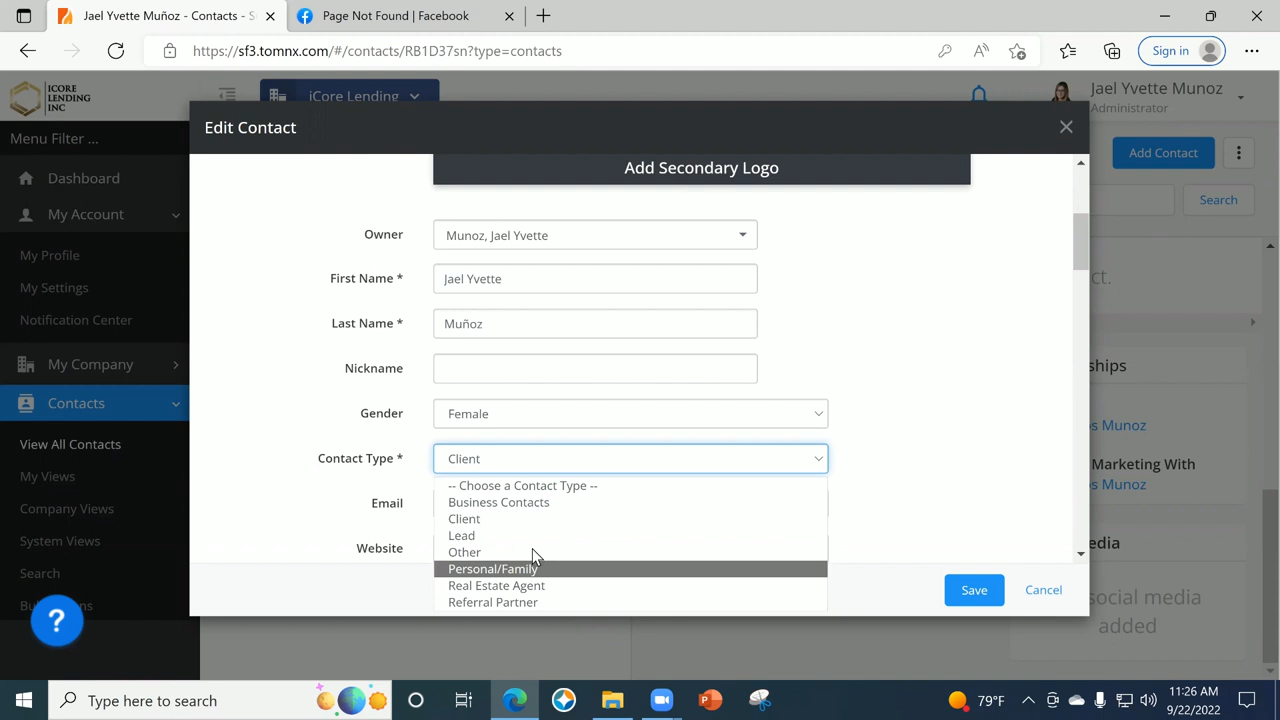 Jael Yvette Muñoz - Contacts - S
Page Not Found | Facebook
https://sf3.tomnx.com/#/contacts/RB1D37sn?type=contacts
Sign in
ICORE
LENDING
INC
iCore Lending
Jael Yvette Munoz
Administrator
Menu Filter ...
Dashboard
My Account
My Profile
My Settings
Notification Center
My Company
Contacts
View All Contacts
My Views
Company Views
System Views
Search
Edit Contact
Add Secondary Logo
Owner
Munoz, Jael Yvette
First Name *
Jael Yvette
Last Name *
Muñoz
Nickname
Gender
Female
Contact Type *
Client
-- Choose a Contact Type --
Business Contacts
Client
Lead
Other
Personal/Family
Real Estate Agent
Referral Partner
Email
Website
Save
Cancel
Add Contact
Search
ct.
ships
os Munoz
Marketing With
os Munoz
edia
social media
added
?
Type here to search
79°F
11:26 AM
9/22/2022